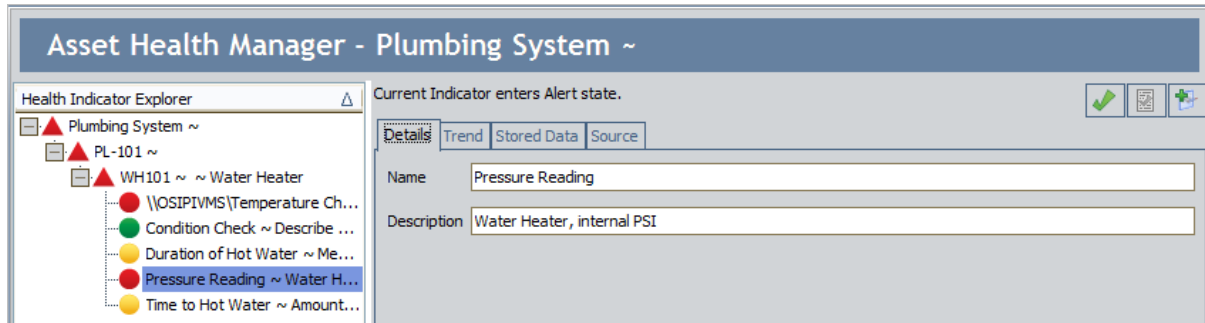 Asset Health Manager - Plumbing System ~
Health Indicator Explorer
Plumbing System ~
PL-101 ~
WH101 ~ ~ Water Heater
\\OSIPIVMS\Temperature Ch...
Condition Check ~ Describe ...
Duration of Hot Water ~ Me...
Pressure Reading ~ Water H...
Time to Hot Water ~ Amount...
Current Indicator enters Alert state.
Details Trend Stored Data Source
Name Pressure Reading
Description Water Heater, internal PSI